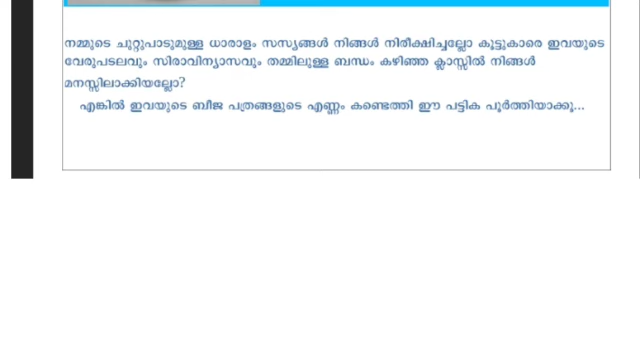 നമ്മുടെ ചുറ്റുപാടുമുള്ള ധാരാളം സസ്യങ്ങൾ നിങ്ങൾ നിരീക്ഷിച്ചല്ലോ കൂട്ടുകാരെ ഇവയുടെ
വേരുപടലവും സിരാവിന്യാസവും തമ്മിലുള്ള ബന്ധം കഴിഞ്ഞ ക്ലാസ്സിൽ നിങ്ങൾ
മനസ്സിലാക്കിയല്ലോ?
എങ്കിൽ ഇവയുടെ ബീജ പത്രങ്ങളുടെ എണ്ണം കണ്ടെത്തി ഈ പട്ടിക പൂർത്തിയാക്കൂ...